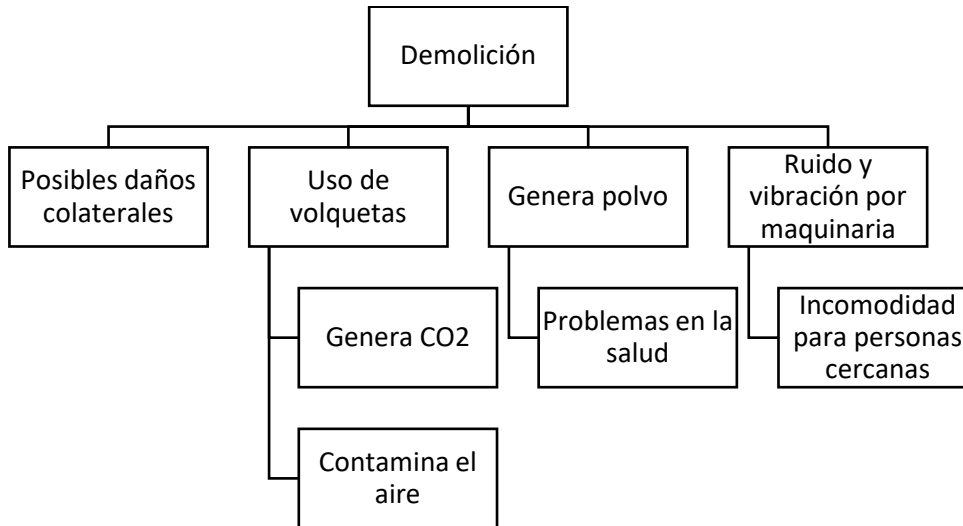 Demolición
Posibles daños
colaterales
Uso de
volquetas
Genera polvo
Ruido y
vibración por
maquinaria
Genera CO2
Problemas en la
salud
Incomodidad
para personas
cercanas
Contamina el
aire